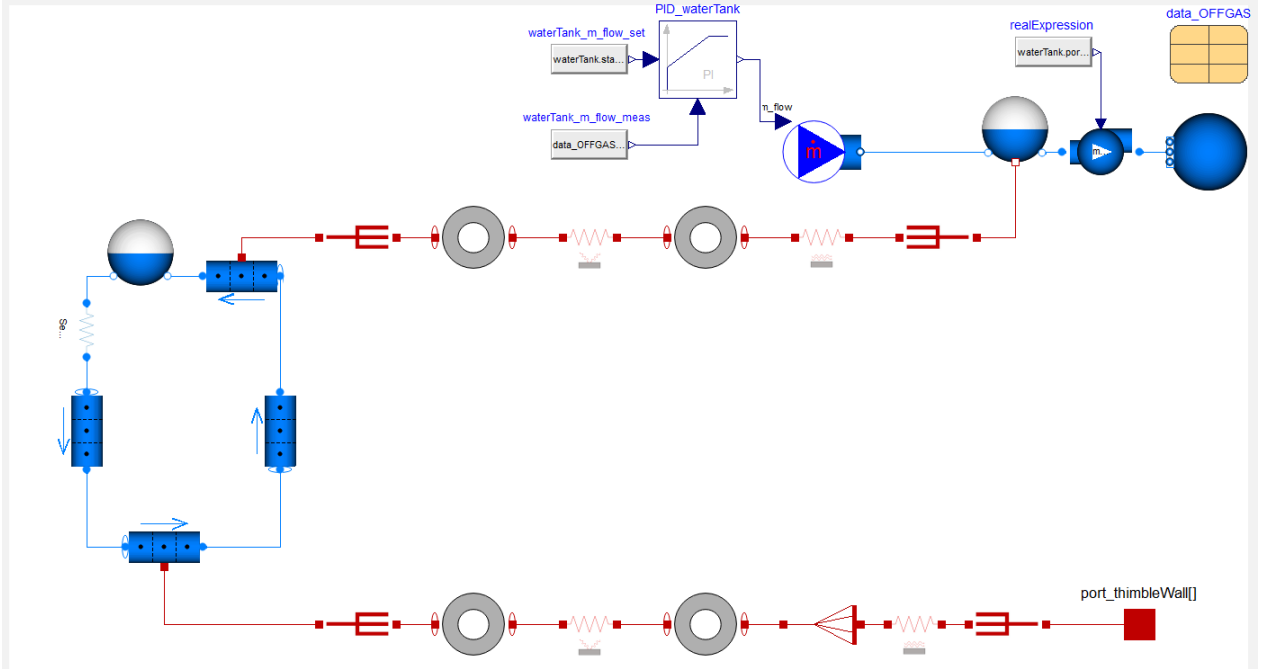 PID_waterTank
data_OFFGAS
waterTank_m_flow_set
realExpression
waterTank.sta...
waterTank.por...
PI
m_flow
waterTank_m_flow_meas
data_OFFGAS...
ṁ
m...
Se...
port_thimbleWall[]